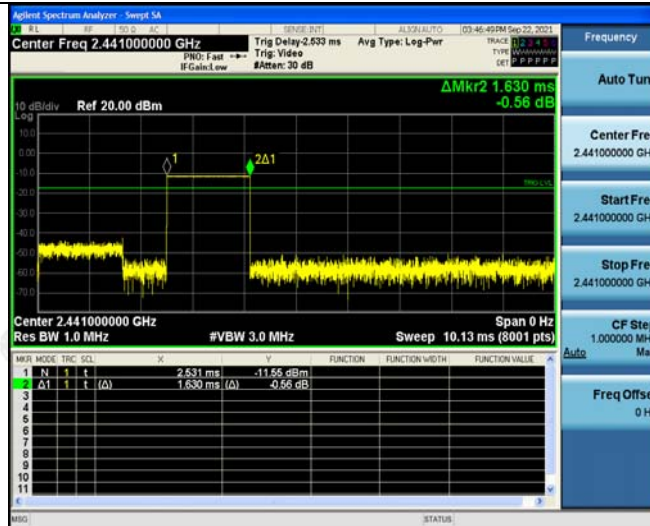 Agilent Spectrum Analyzer - Swept SA
RL RF 50 Ω AC SENSE:INT ALIGN AUTO 03:46:49 PM Sep 22, 2021
Center Freq 2.441000000 GHz
PNO: Fast
IFGain:Low
Trig Delay-2.533 ms
Trig: Video
#Atten: 30 dB
Avg Type: Log-Pwr
TRACE 1 2 3 4 5 6
TYPE
DET P P P P P P
ΔMkr2 1.630 ms
-0.56 dB
10 dB/div Ref 20.00 dBm
Log
10.0
0.00
-10.0
-20.0
-30.0
-40.0
-50.0
-60.0
-70.0
1
2Δ1
TRIG LVL
Center 2.441000000 GHz Span 0 Hz
Res BW 1.0 MHz #VBW 3.0 MHz Sweep 10.13 ms (8001 pts)
MKR MODE TRC SCL X Y FUNCTION FUNCTION WIDTH FUNCTION VALUE
1 N 1 t 2.531 ms -11.55 dBm
2 Δ1 1 t (Δ) 1.630 ms (Δ) -0.56 dB
3
4
5
6
7
8
9
10
11
MSG STATUS
Frequency
Auto Tun
Center Fre
2.441000000 GH
Start Fre
2.441000000 GH
Stop Fre
2.441000000 GH
CF Ste
1.000000 MH
Auto Ma
Freq Offse
0 H